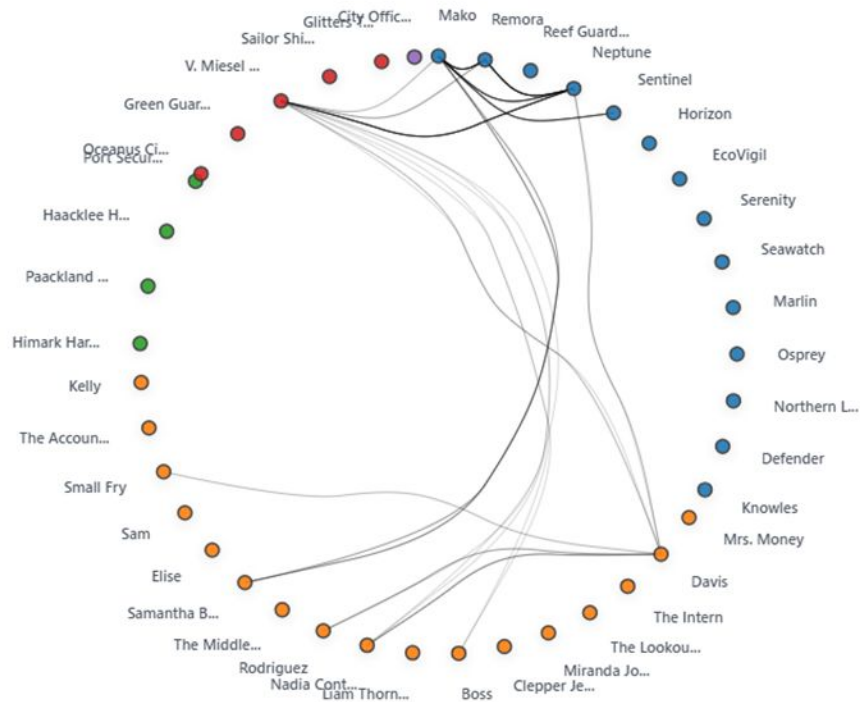 City Offic...
Mako
Remora
Glitters T...
Reef Guard...
Sailor Shi...
Neptune
V. Miesel ...
Sentinel
Green Guar...
Horizon
Oceanus Ci...
EcoVigil
Port Secur...
Serenity
Haacklee H...
Seawatch
Paackland ...
Marlin
Himark Har...
Osprey
Kelly
Northern L...
The Accoun...
Defender
Small Fry
Knowles
Sam
Mrs. Money
Elise
Davis
Samantha B...
The Intern
The Middle...
The Lookou...
Rodriguez
Miranda Jo...
Nadia Cont...
Clepper Je...
Liam Thorn...
Boss